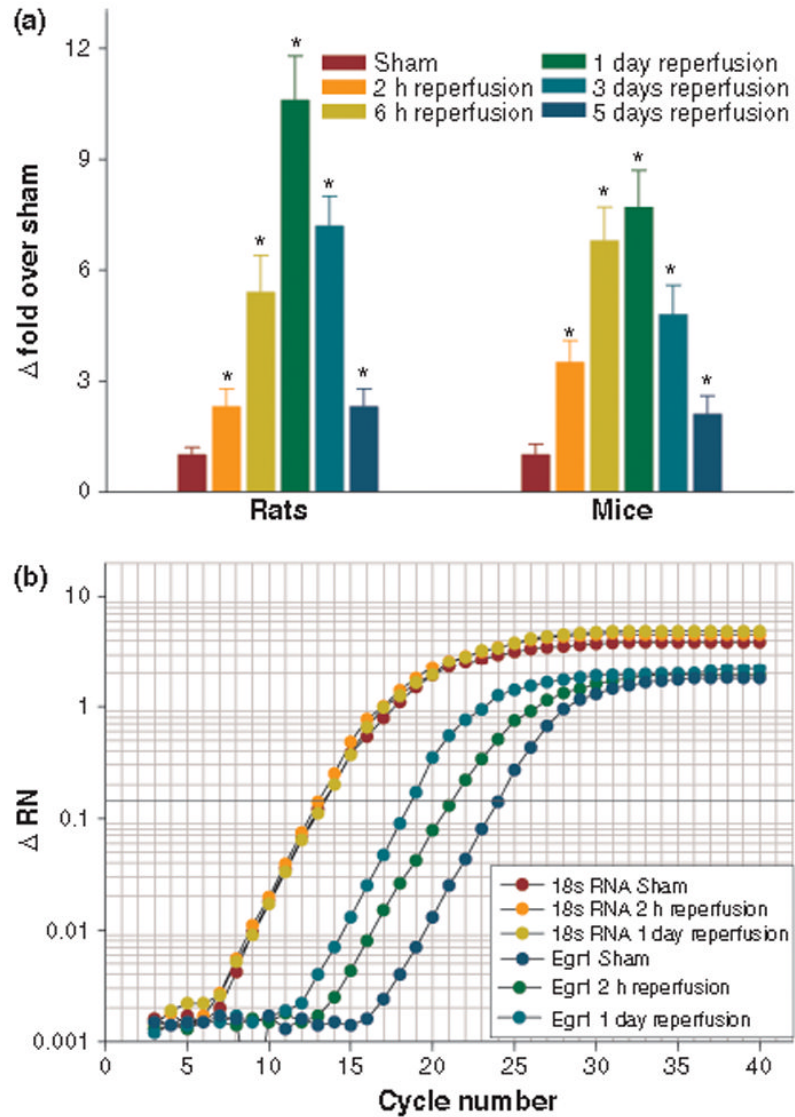 (a)
12
9
6
3
0
Δ fold over sham
Sham
2 h reperfusion
6 h reperfusion
1 day reperfusion
3 days reperfusion
5 days reperfusion
*
*
*
*
*
*
*
*
*
*
Rats
Mice
(b)
10
1
0.1
0.01
0.001
Δ RN
18s RNA Sham
18s RNA 2 h reperfusion
18s RNA 1 day reperfusion
Egr1 Sham
Egr1 2 h reperfusion
Egr1 1 day reperfusion
0 5 10 15 20 25 30 35 40
Cycle number